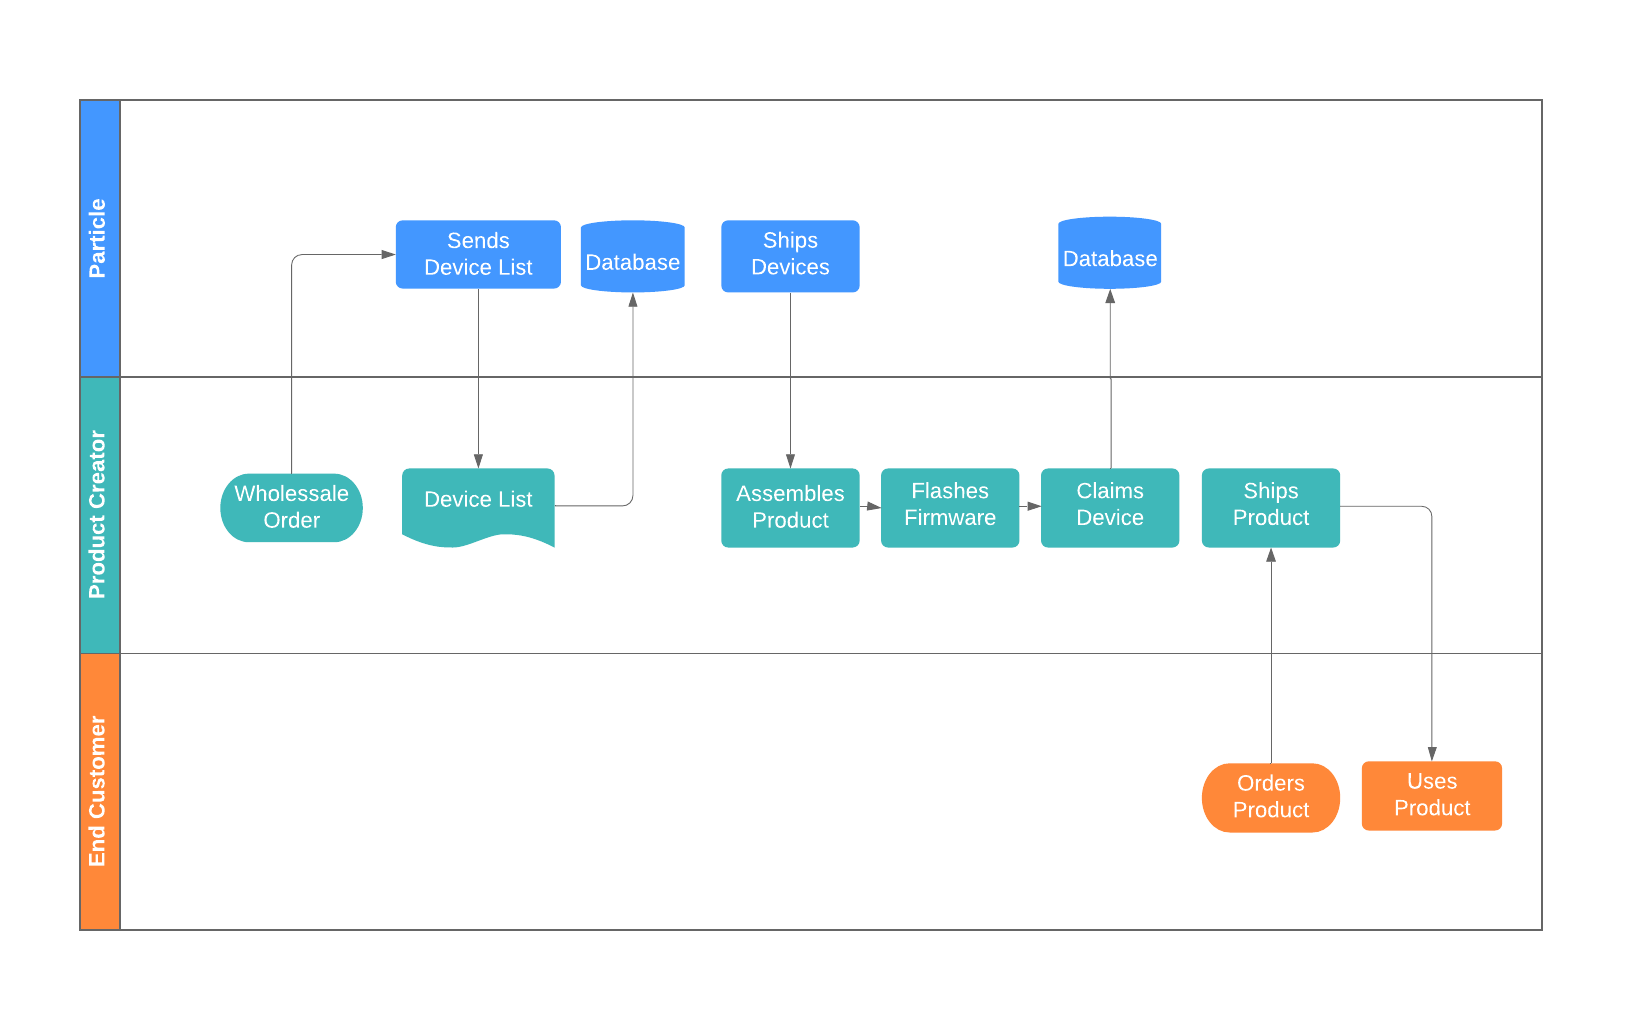 Particle
Sends
Device List
Database
Ships
Devices
Database
Product Creator
Wholessale
Order
Device List
Assembles
Product
Flashes
Firmware
Claims
Device
Ships
Product
End Customer
Orders
Product
Uses
Product